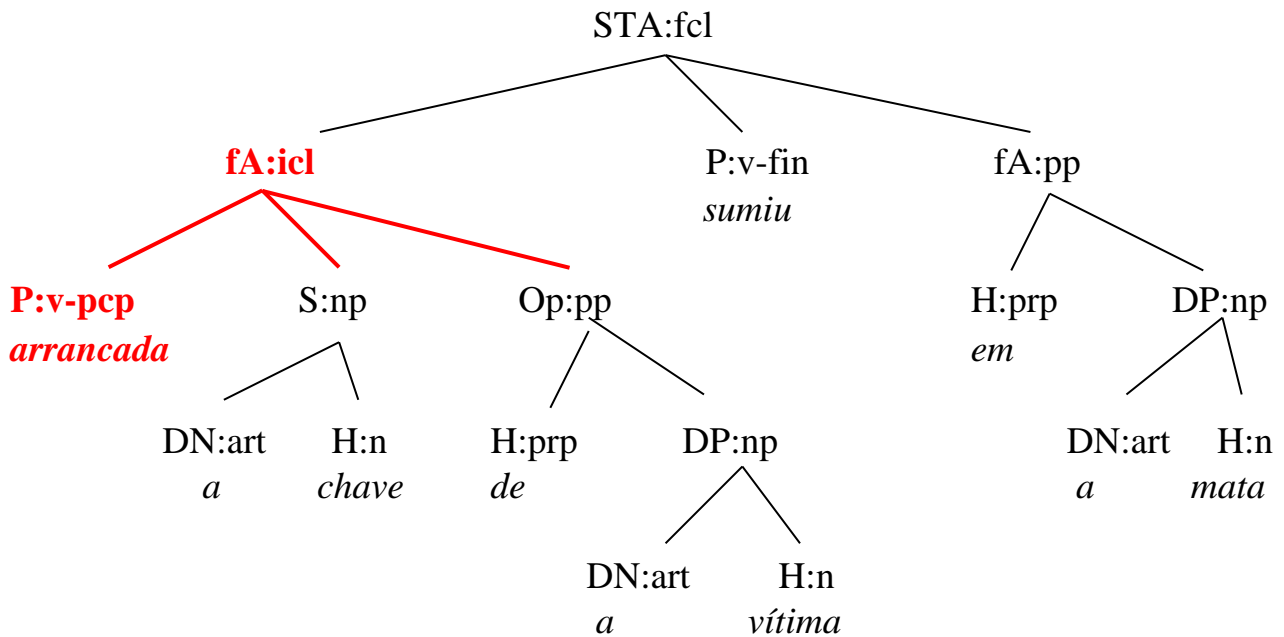 STA:fcl
fA:icl P:v-fin fA:pp
sumiu
P:v-pcp S:np Op:pp H:prp DP:np
arrancada em
DN:art H:n H:prp DP:np DN:art H:n
a chave de a mata
DN:art H:n
a vítima